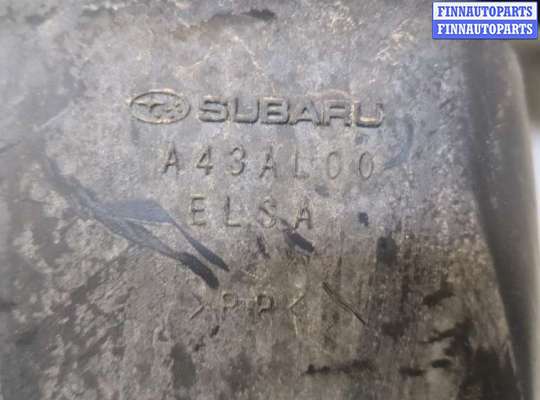 FINNAUTOPARTS
FINNAUTOPARTS
SUBARU
A43AL00
ELSA
>PP<